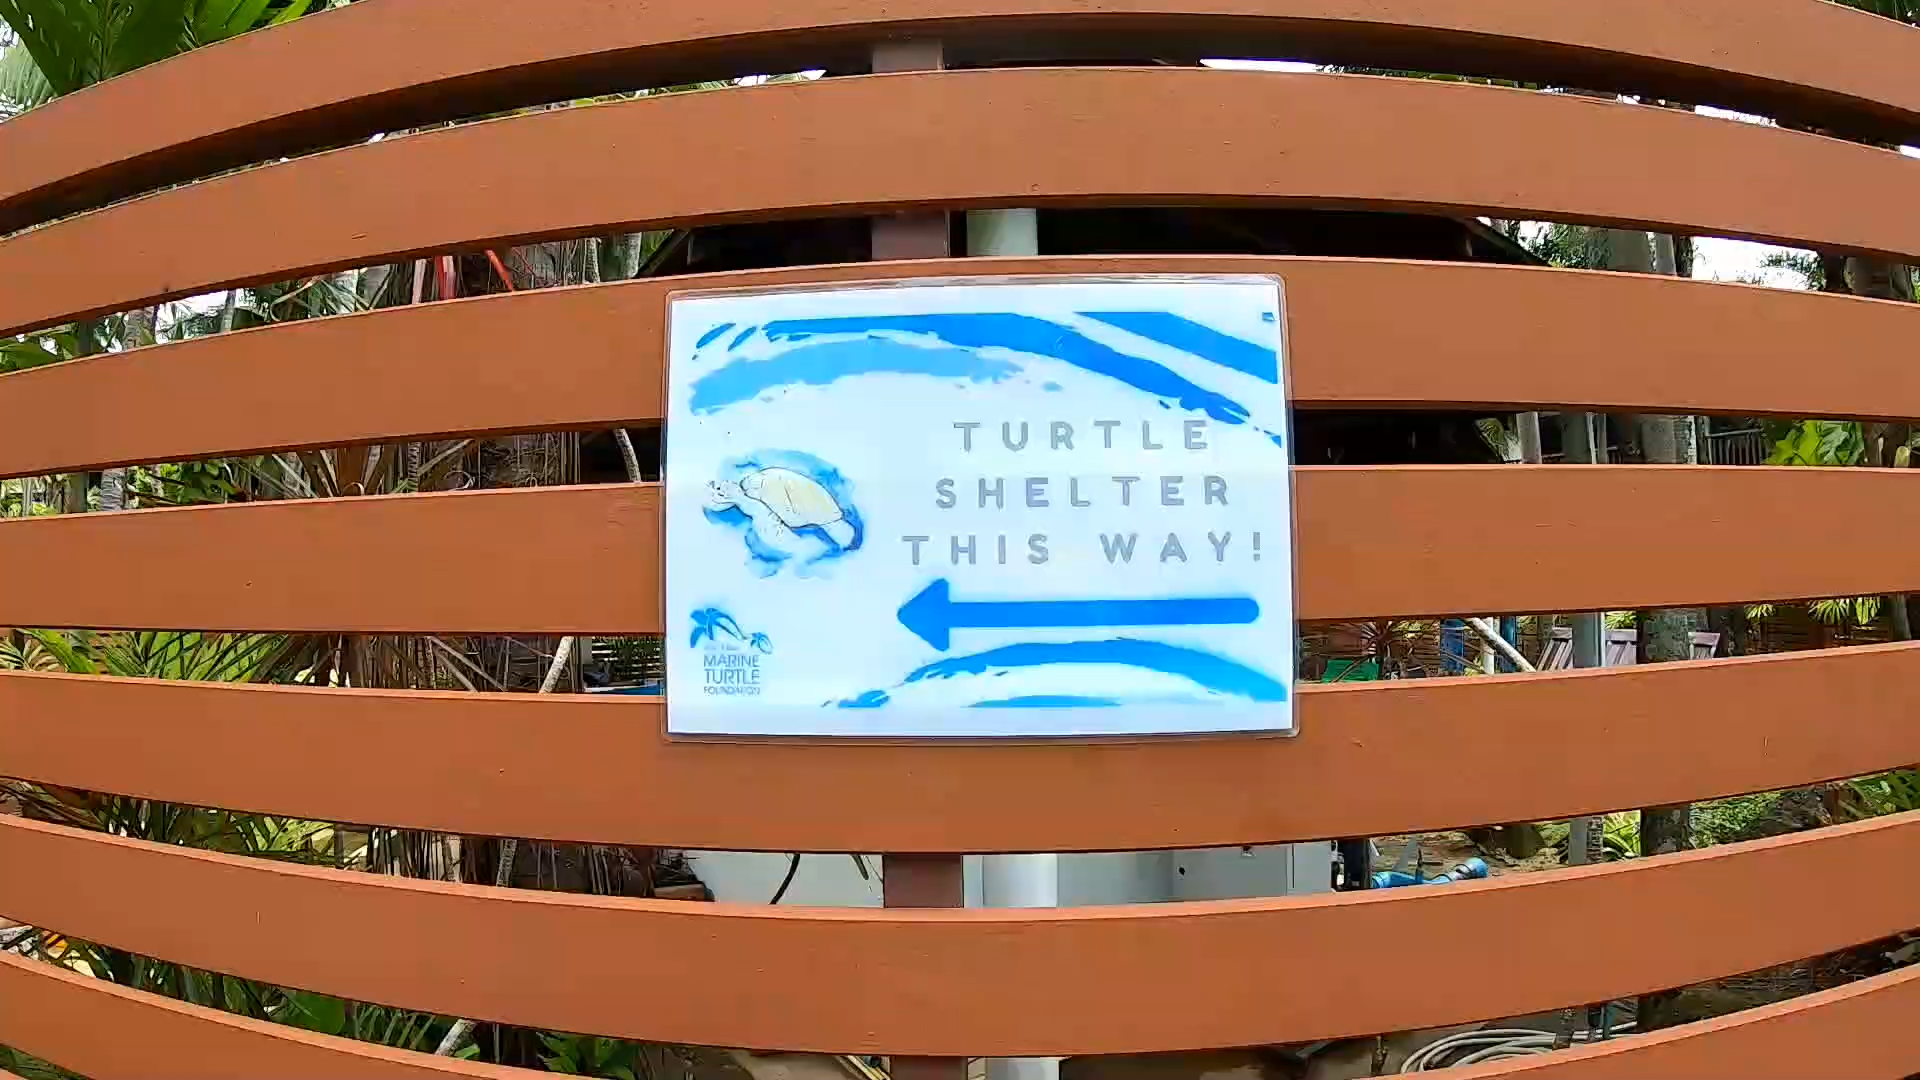 TURTLE
SHELTER
THIS WAY!
MARINE
TURTLE
FOUNDATION